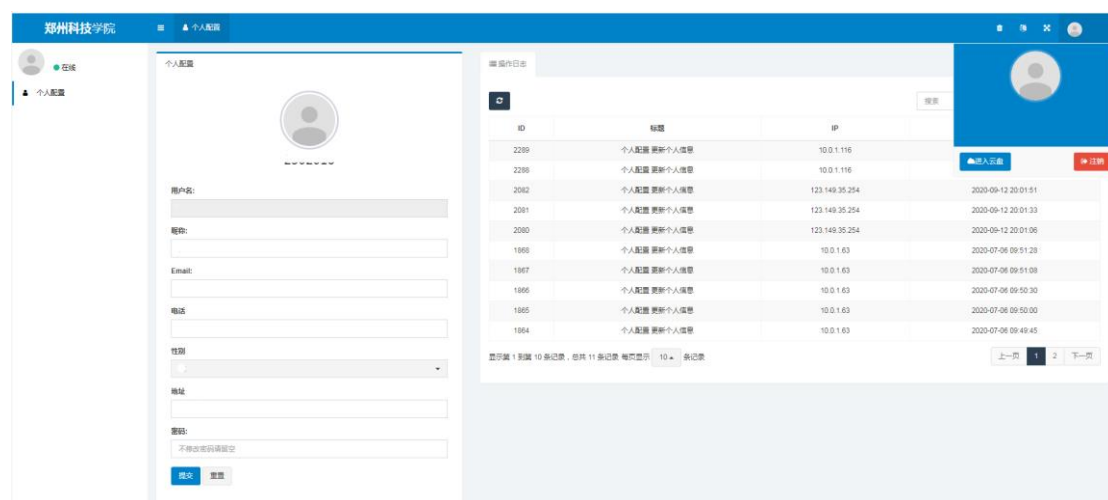 郑州科技学院
个人配置
在线
个人配置
个人配置
用户名:
昵称:
Email:
电话
性别
地址
密码:
不修改密码请留空
提交 重置
操作日志
搜索
ID 标题 IP
2289 个人配置 更新个人信息 10.0.1.116
2288 个人配置 更新个人信息 10.0.1.116
2082 个人配置 更新个人信息 123.149.35.254 2020-09-12 20:01:51
2081 个人配置 更新个人信息 123.149.35.254 2020-09-12 20:01:33
2080 个人配置 更新个人信息 123.149.35.254 2020-09-12 20:01:06
1868 个人配置 更新个人信息 10.0.1.63 2020-07-06 09:51:28
1867 个人配置 更新个人信息 10.0.1.63 2020-07-06 09:51:08
1866 个人配置 更新个人信息 10.0.1.63 2020-07-06 09:50:30
1865 个人配置 更新个人信息 10.0.1.63 2020-07-06 09:50:00
1864 个人配置 更新个人信息 10.0.1.63 2020-07-06 09:49:45
显示第 1 到第 10 条记录，总共 11 条记录 每页显示 10 条记录
上一页 1 2 下一页
进入云盘 注销